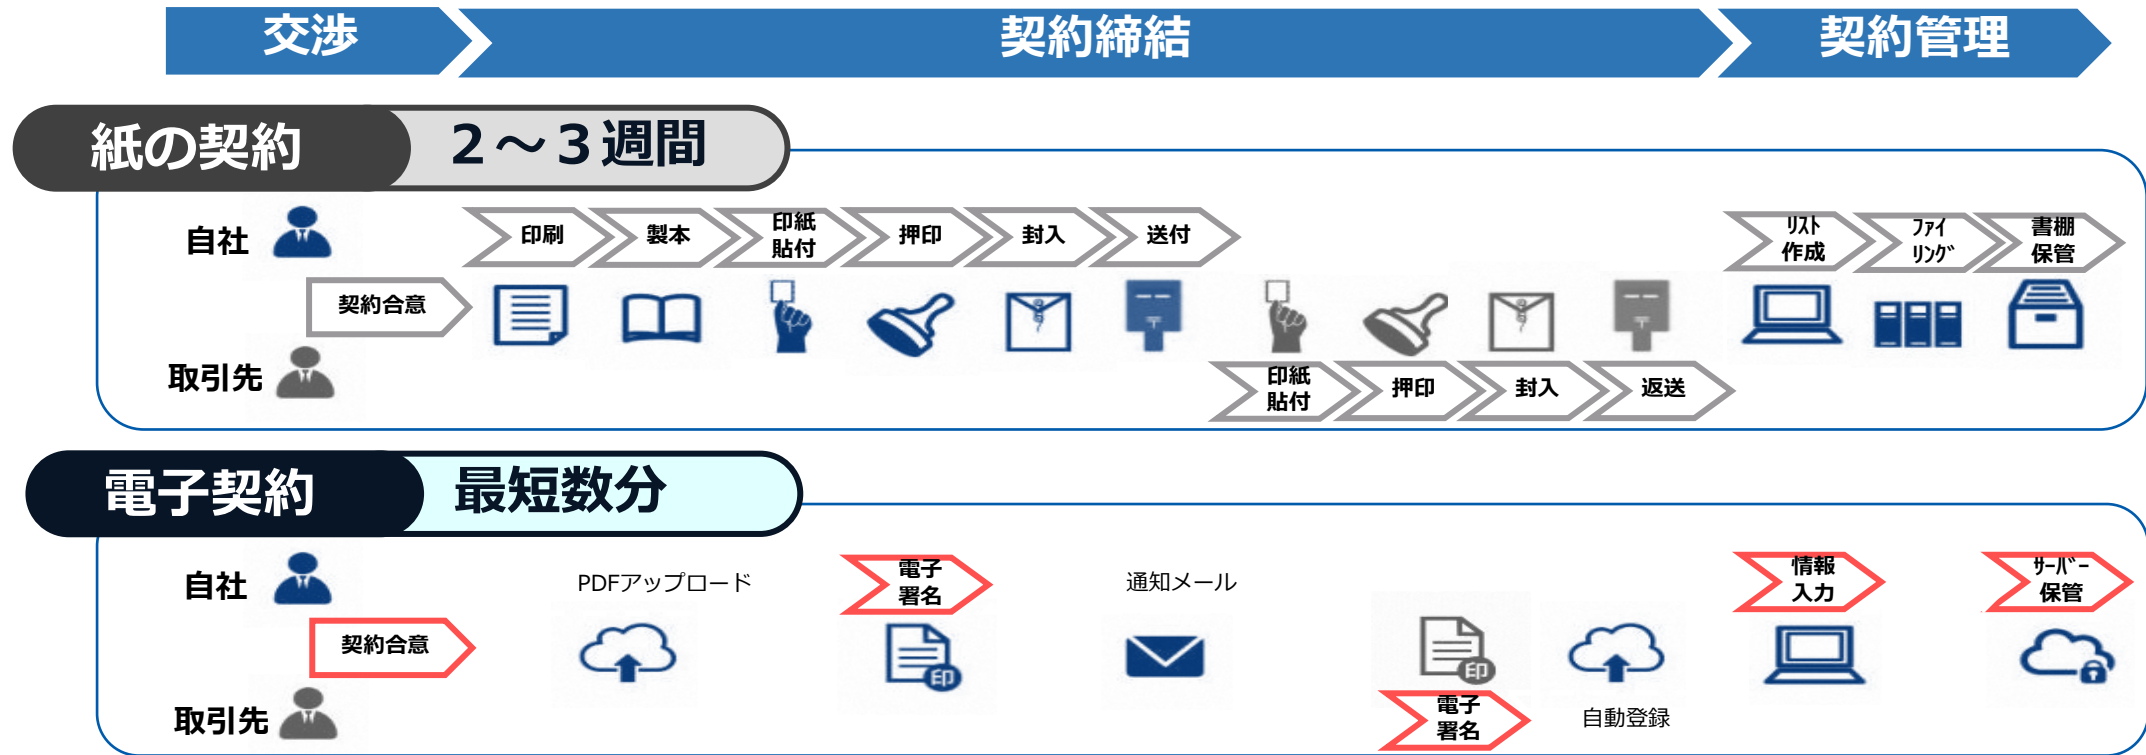 交渉
契約締結
契約管理
紙の契約
２～３週間
自社
印刷
製本
印紙
貼付
押印
封入
送付
ﾘｽﾄ
作成
ﾌｧｲ
ﾘﾝｸﾞ
書棚
保管
契約合意
〒
〒
取引先
印紙
貼付
押印
封入
返送
電子契約
最短数分
自社
PDFアップロード
電子
署名
通知メール
情報
入力
ｻｰﾊﾞｰ
保管
契約合意
印
印
取引先
電子
署名
自動登録